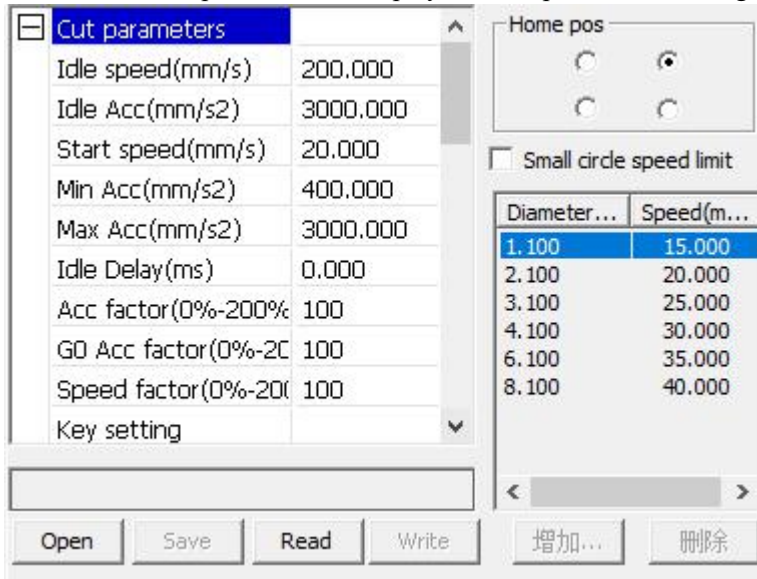 Cut parameters
Idle speed(mm/s) 200.000
Idle Acc(mm/s2) 3000.000
Start speed(mm/s) 20.000
Min Acc(mm/s2) 400.000
Max Acc(mm/s2) 3000.000
Idle Delay(ms) 0.000
Acc factor(0%-200% 100
G0 Acc factor(0%-20 100
Speed factor(0%-20( 100
Key setting
Open Save Read Write
Home pos
Small circle speed limit
Diameter... Speed(m...
1.100 15.000
2.100 20.000
3.100 25.000
4.100 30.000
6.100 35.000
8.100 40.000
增加... 删除